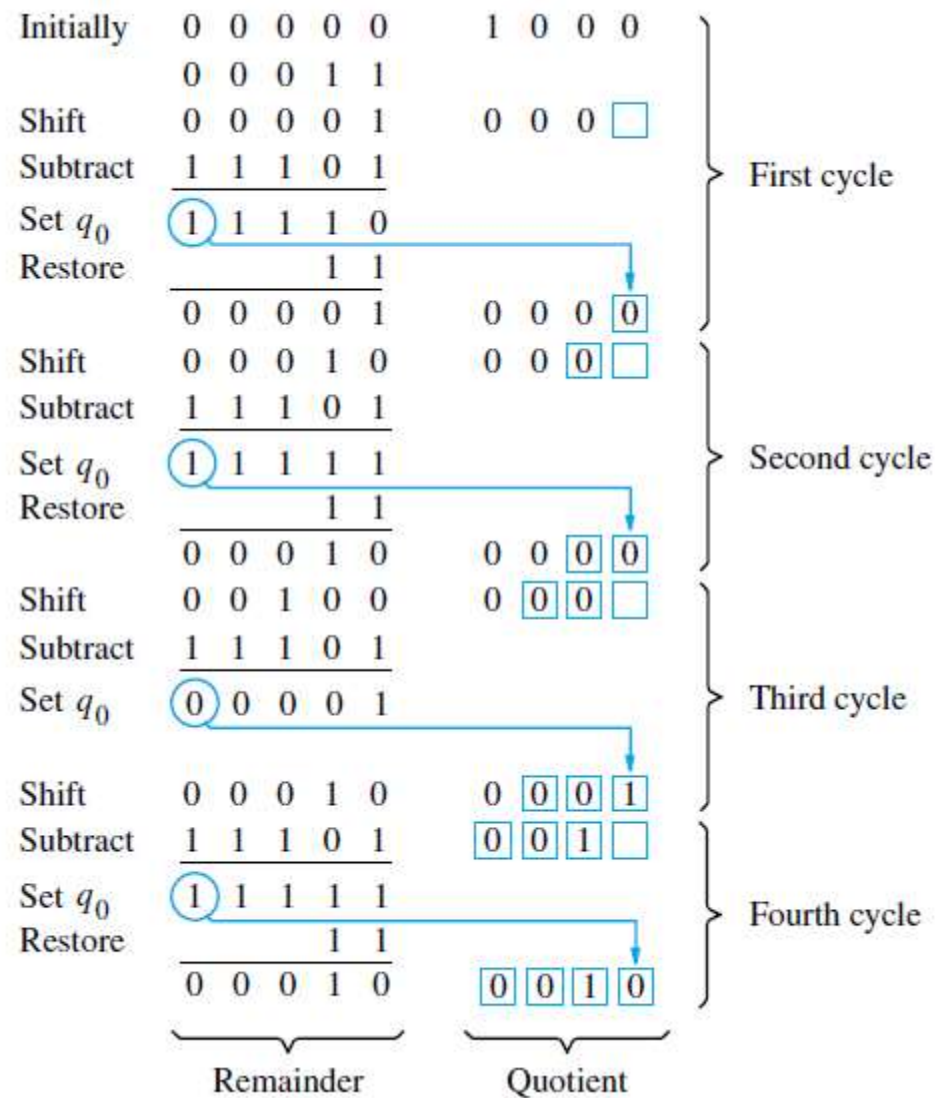 Initially 0 0 0 0 0 1 0 0 0
0 0 0 1 1
Shift 0 0 0 0 1 0 0 0
Subtract 1 1 1 0 1
First cycle
Set q0 1 1 1 1 0
Restore 1 1
0 0 0 0 1 0 0 0 0
Shift 0 0 0 1 0 0 0 0
Subtract 1 1 1 0 1
Set q0 1 1 1 1 1 Second cycle
Restore 1 1
0 0 0 1 0 0 0 0 0
Shift 0 0 1 0 0 0 0 0
Subtract 1 1 1 0 1
Set q0 0 0 0 0 1 Third cycle
Shift 0 0 0 1 0 0 0 0 1
Subtract 1 1 1 0 1 0 0 1
Set q0 1 1 1 1 1 Fourth cycle
Restore 1 1
0 0 0 1 0 0 0 1 0
Remainder Quotient